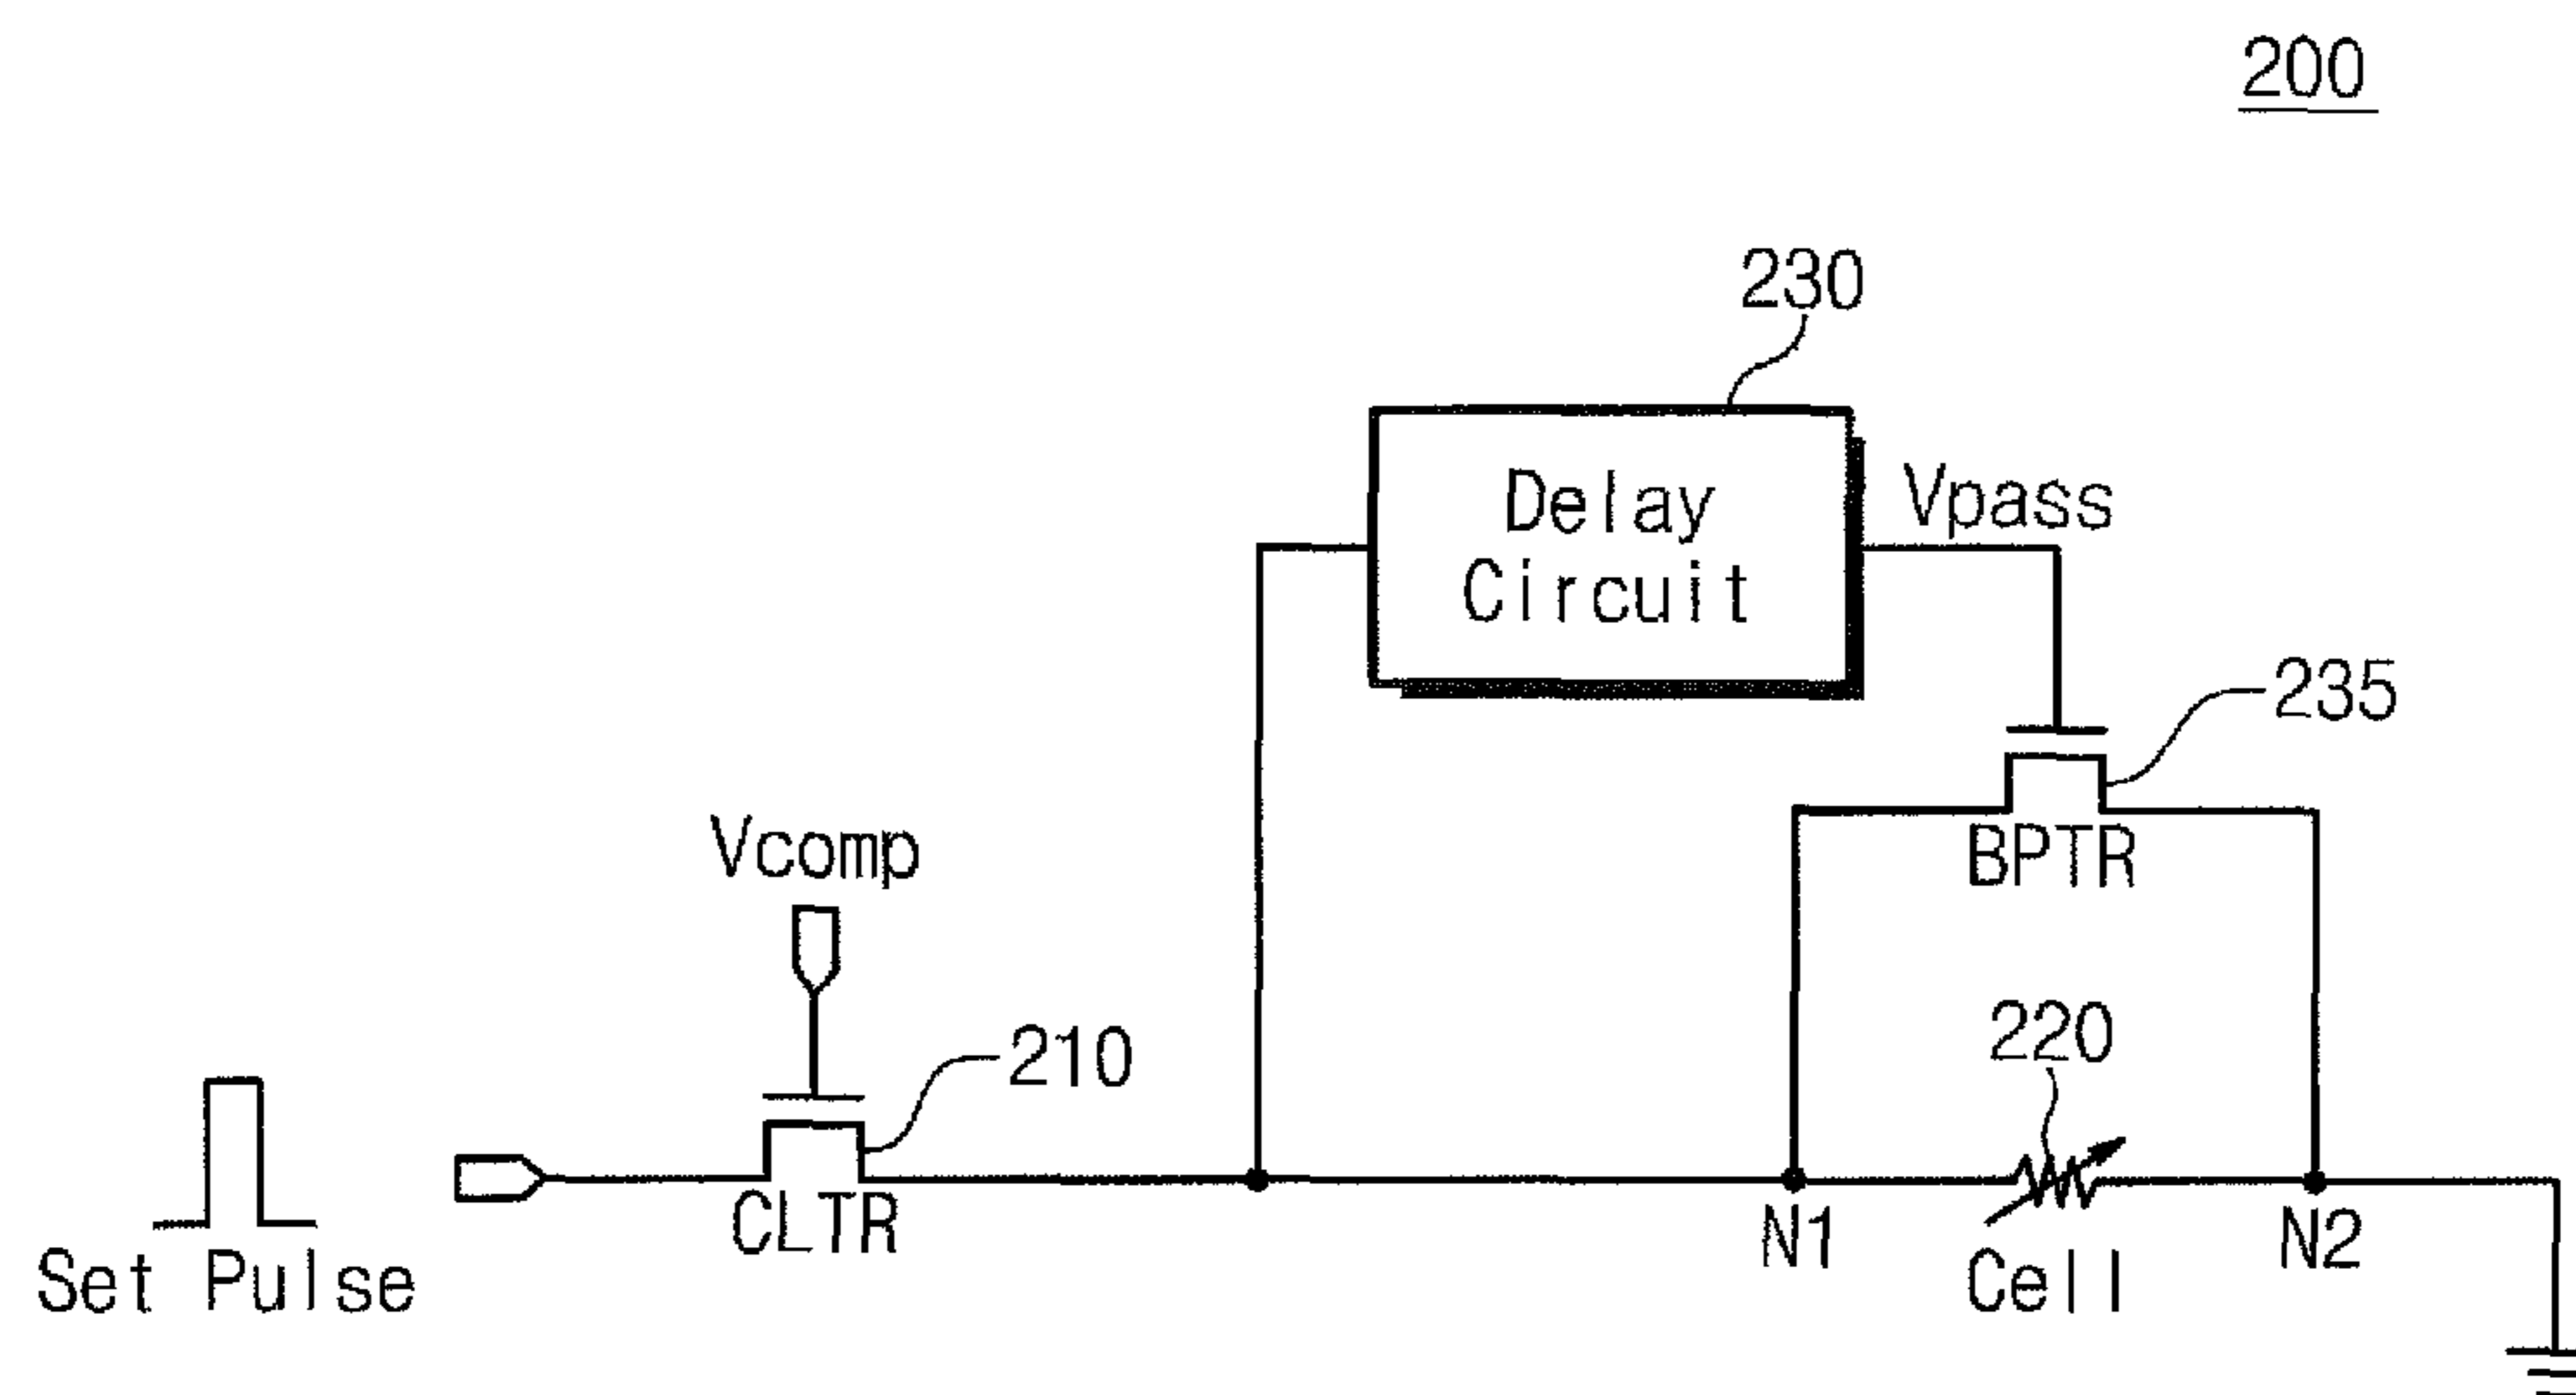 200
230
Delay
Circuit
Vpass
235
BPTR
Vcomp
210
CLTR
220
Set Pulse
N1
Cell
N2